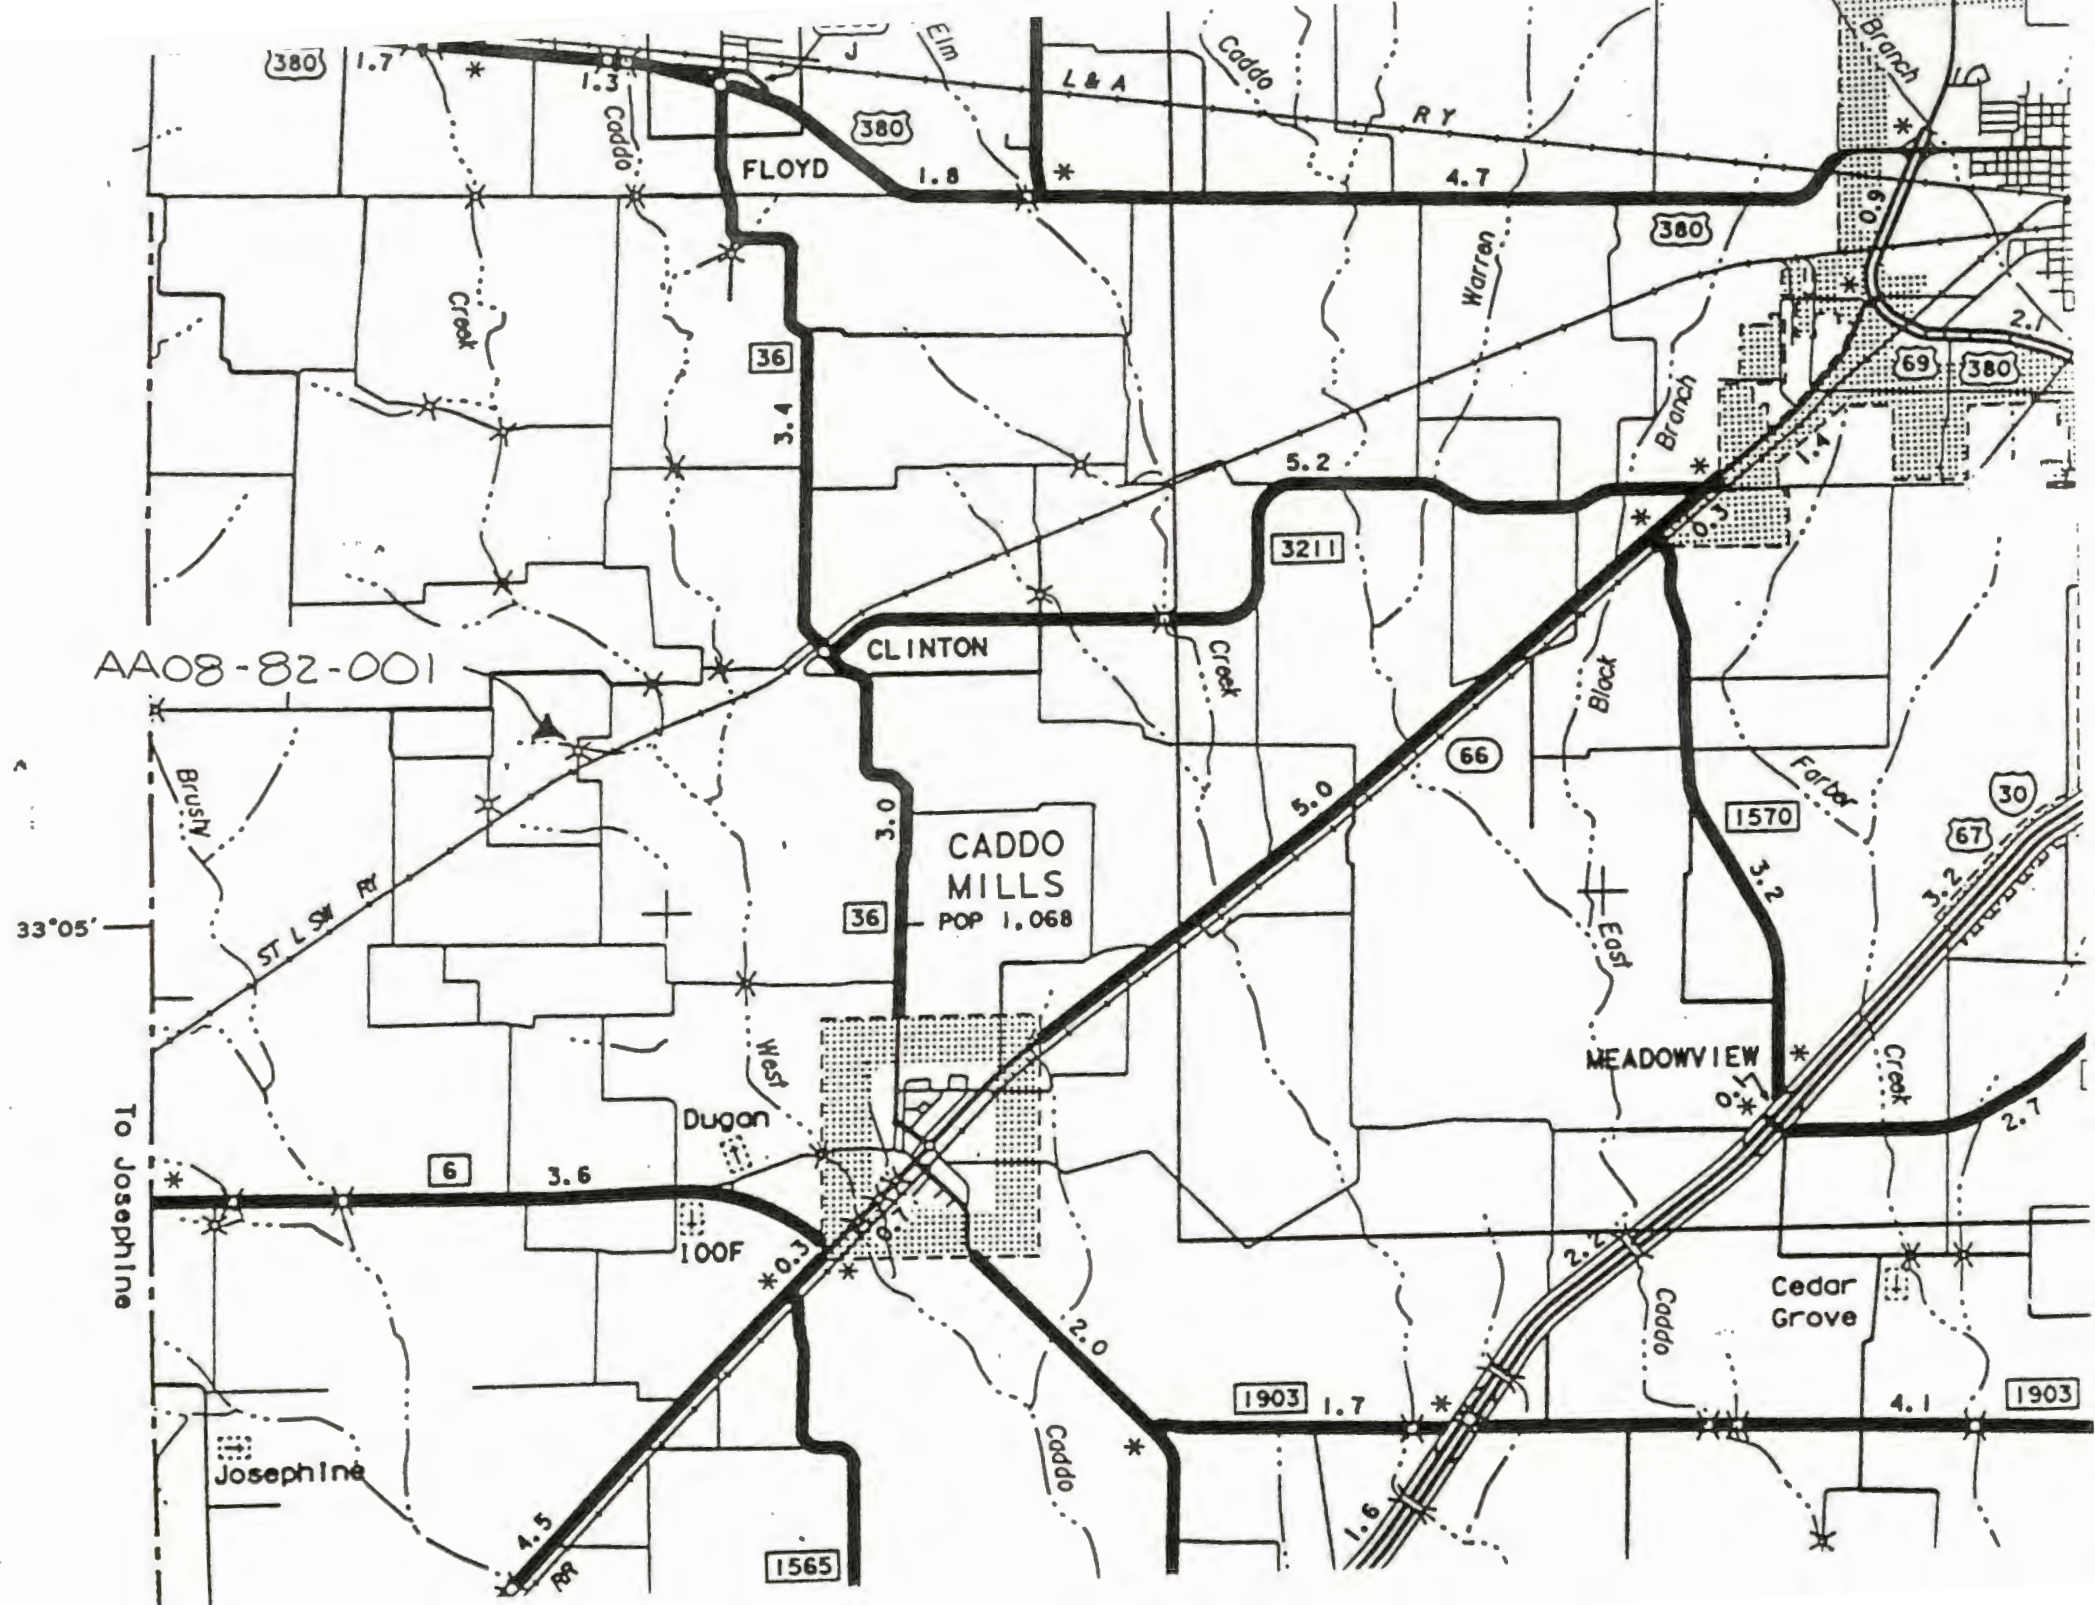 380
1.7
1.3
J
Elm
Caddo
L & A
RY
Branch
Caddo
380
FLOYD
1.8
4.7
380
0.9
Warren
Creek
36
3.4
2.
69
380
Branch
1.4
5.2
0.3
3211
CLINTON
Creek
AA08-82-001
Black
66
Brushy
Farber
30
67
5.0
3.0
1570
CADDO
MILLS
POP 1,068
36
3.2
3.2
33°05'
ST L SW RY
East
MEADOWVIEW
West
0.1
Creek
To Josephine
Dugan
2.7
6
3.6
100F
0.7
0.3
2.2
Caddo
Cedar
Grove
2.0
1903
1.7
4.1
1903
Josephine
Caddo
4.5
RR
1565
1.6